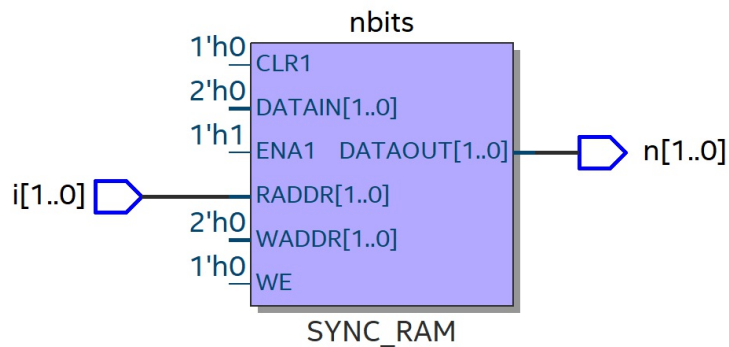 nbits
1'h0 CLR1
2'h0 DATAIN[1..0]
1'h1 ENA1 DATAOUT[1..0] n[1..0]
i[1..0] RADDR[1..0]
2'h0 WADDR[1..0]
1'h0 WE
SYNC_RAM